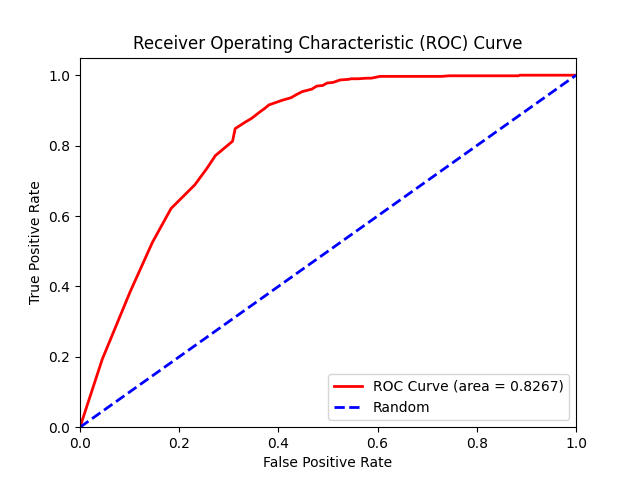 Receiver Operating Characteristic (ROC) Curve
1.0
0.8
0.6
0.4
0.2
0.0
True Positive Rate
ROC Curve (area = 0.8267)
Random
0.0 0.2 0.4 0.6 0.8 1.0
False Positive Rate